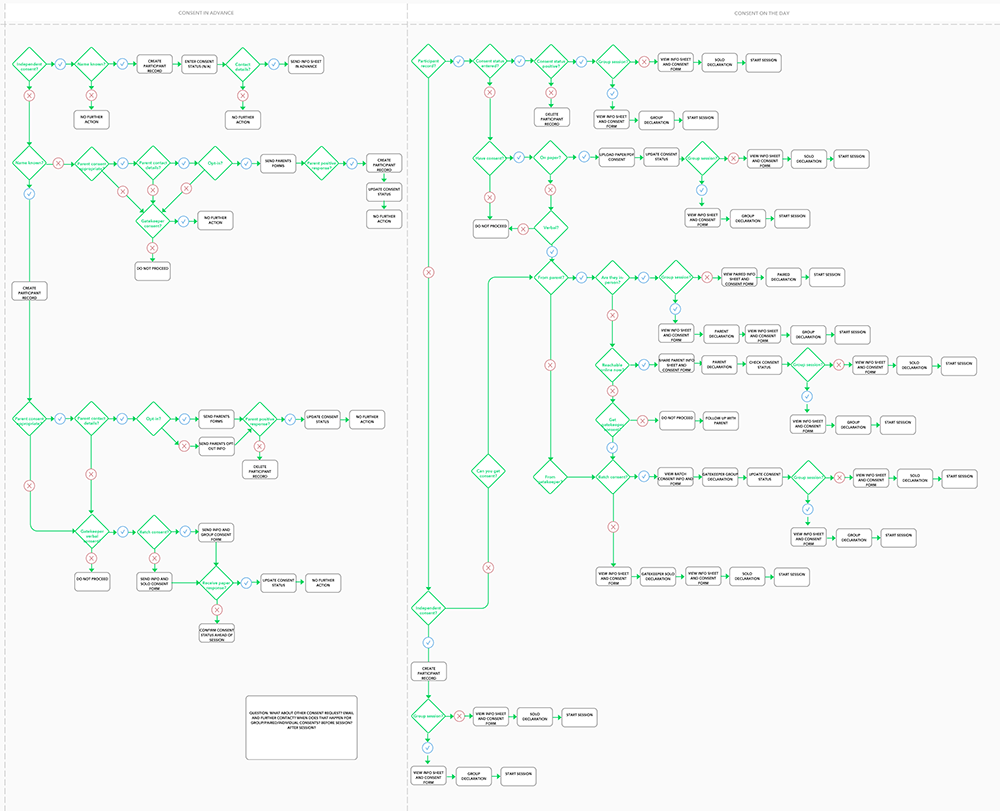 CONSENT IN ADVANCE
CONSENT ON THE DAY
Independent
consent?
Name known?
CREATE
PARTICIPANT
RECORD
ENTER CONSENT
STATUS (N/A)
Contact
details?
SEND INFO SHEET
IN ADVANCE
NO FURTHER
ACTION
NO FURTHER
ACTION
Name known?
Parent consent
appropriate?
Parent contact
details?
Opt in?
SEND PARENTS
FORMS
Parent positive
response?
CREATE
PARTICIPANT
RECORD
UPDATE CONSENT
STATUS
NO FURTHER
ACTION
Gatekeeper
consent?
NO FURTHER
ACTION
DO NOT PROCEED
CREATE
PARTICIPANT
RECORD
Parent consent
appropriate?
Parent contact
details?
Opt in?
SEND PARENTS
FORMS
Parent positive
response?
UPDATE CONSENT
STATUS
NO FURTHER
ACTION
SEND PARENTS OPT-
OUT INFO
DELETE
PARTICIPANT
RECORD
Gatekeeper
verbal
consent?
Batch consent?
SEND INFO AND
GROUP CONSENT
FORM
DO NOT PROCEED
SEND INFO AND
SOLO CONSENT
FORM
Receive paper
responses?
UPDATE CONSENT
STATUS
NO FURTHER
ACTION
CONFIRM CONSENT
STATUS AHEAD OF
SESSION
QUESTION: WHAT ABOUT OTHER CONSENT REQUEST? EMAIL
AND FURTHER CONTACT? WHEN DOES THAT HAPPEN FOR
GROUP/PAIRED/INDIVIDUAL CONSENTS? BEFORE SESSION?
AFTER SESSION?
Participant
record?
Consent status
entered?
Consent status
positive?
Group session?
VIEW INFO SHEET
AND CONSENT
FORM
SOLO
DECLARATION
START SESSION
DELETE
PARTICIPANT
RECORD
VIEW INFO SHEET
AND CONSENT
FORM
GROUP
DECLARATION
START SESSION
Have consent?
On paper?
UPLOAD PAPER
CONSENT
UPDATE CONSENT
STATUS
Group session?
VIEW INFO SHEET
AND CONSENT
FORM
SOLO
DECLARATION
START SESSION
VIEW INFO SHEET
AND CONSENT
FORM
GROUP
DECLARATION
START SESSION
DO NOT PROCEED
Verbal?
From parent?
Are they in
person?
Group session?
VIEW PAIRED INFO
SHEET AND
CONSENT FORM
PAIRED
DECLARATION
START SESSION
VIEW INFO SHEET
AND CONSENT
FORM
PARENT
DECLARATION
VIEW INFO SHEET
AND CONSENT
FORM
GROUP
DECLARATION
START SESSION
Reachable
SHARE PARENT INFO
SHEET AND
CONSENT FORM
PARENT
DECLARATION
CHECK CONSENT
STATUS
Group session?
VIEW INFO SHEET
AND CONSENT
FORM
SOLO
DECLARATION
START SESSION
Get
gatekeeper
consent?
DO NOT PROCEED
FOLLOW UP WITH
PARENT
VIEW INFO SHEET
AND CONSENT
FORM
GROUP
DECLARATION
START SESSION
Can you get
consent?
From
gatekeeper?
Batch consent?
VIEW BATCH
CONSENT INFO AND
FORM
GATEKEEPER GROUP
DECLARATION
UPDATE CONSENT
STATUS
Group session?
VIEW INFO SHEET
AND CONSENT
FORM
SOLO
DECLARATION
START SESSION
VIEW INFO SHEET
AND CONSENT
FORM
GROUP
DECLARATION
START SESSION
VIEW INFO SHEET
AND CONSENT
FORM
GATEKEEPER SOLO
DECLARATION
VIEW INFO SHEET
AND CONSENT
FORM
SOLO
DECLARATION
START SESSION
Independent
consent?
CREATE
PARTICIPANT
RECORD
Group session?
VIEW INFO SHEET
AND CONSENT
FORM
SOLO
DECLARATION
START SESSION
VIEW INFO SHEET
AND CONSENT
FORM
GROUP
DECLARATION
START SESSION